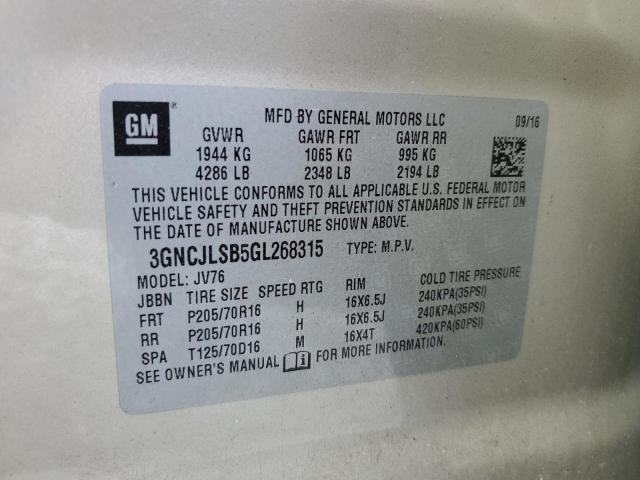 GM
MFD BY GENERAL MOTORS LLC 09/16
GVWR GAWR FRT GAWR RR
1944 KG 1065 KG 995 KG
4286 LB 2348 LB 2194 LB
THIS VEHICLE CONFORMS TO ALL APPLICABLE U.S. FEDERAL MOTOR
VEHICLE SAFETY AND THEFT PREVENTION STANDARDS IN EFFECT ON
THE DATE OF MANUFACTURE SHOWN ABOVE.
3GNCJLSB5GL268315 TYPE: M.P.V.
MODEL: JV76
JBBN TIRE SIZE SPEED RTG RIM COLD TIRE PRESSURE
FRT P205/70R16 H 16X6.5J 240KPA(35PSI)
RR P205/70R16 H 16X6.5J 240KPA(35PSI)
SPA T125/70D16 M 16X4T 420KPA(60PSI)
SEE OWNER'S MANUAL FOR MORE INFORMATION.